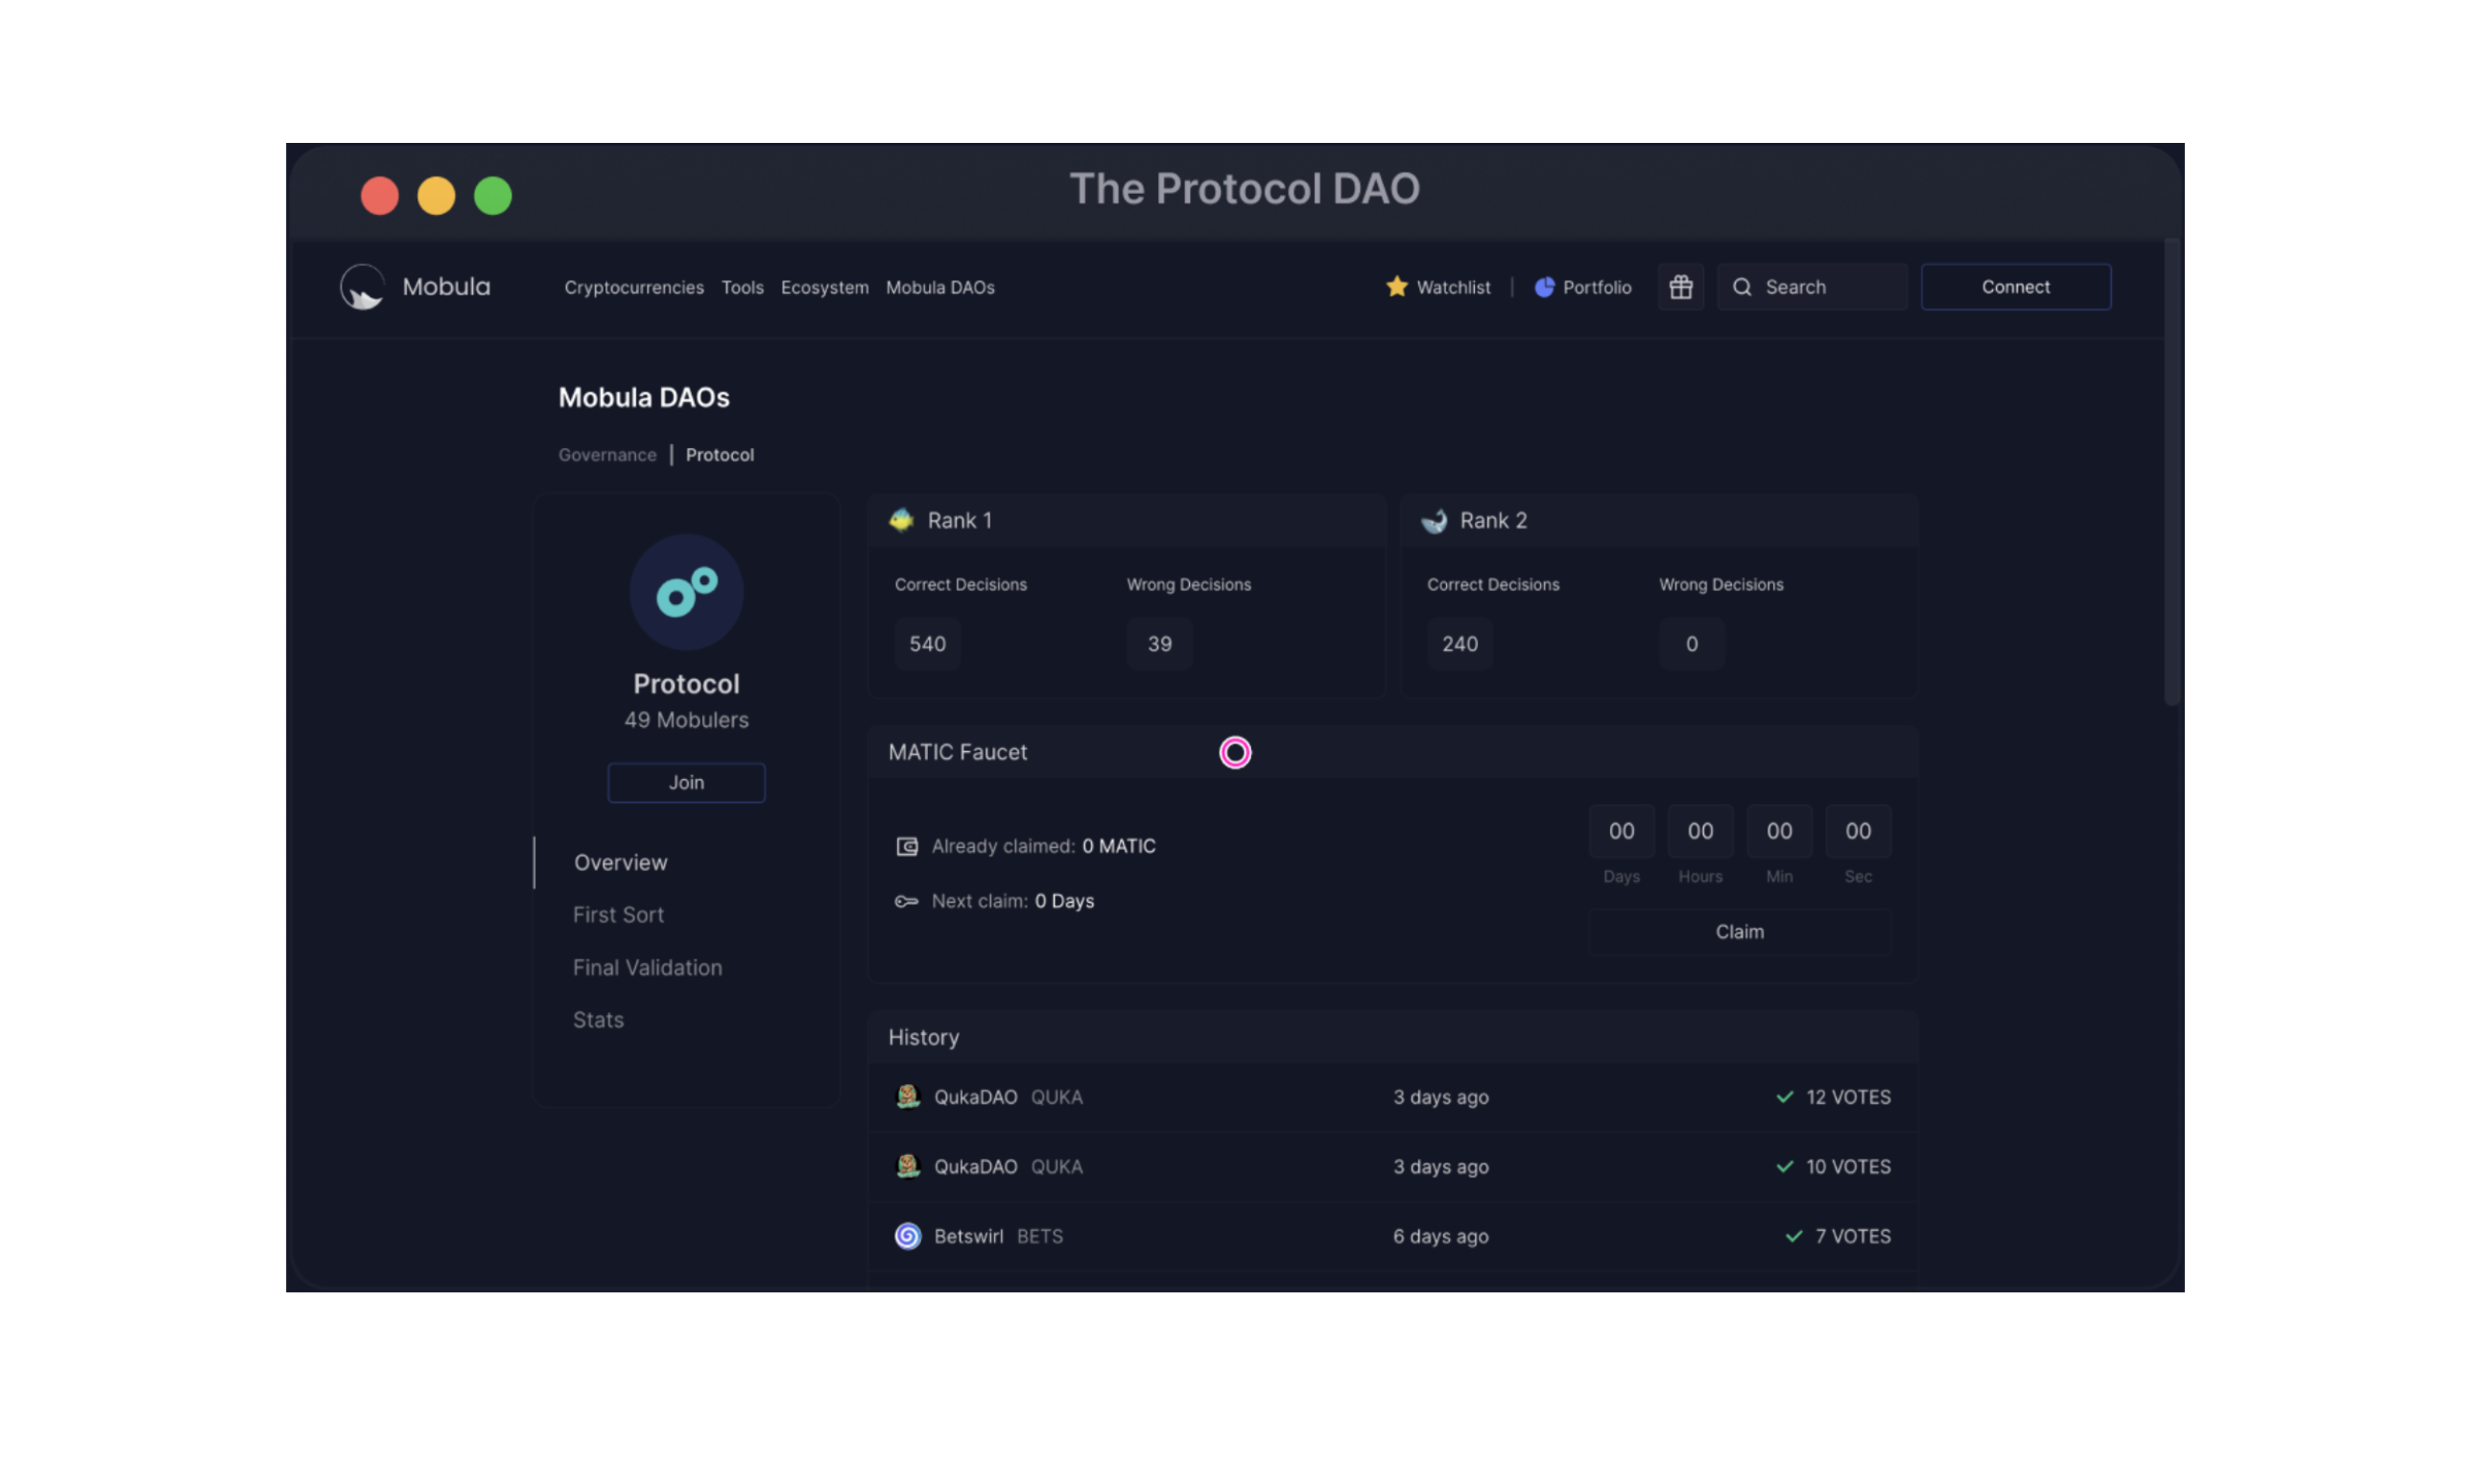 The Protocol DAO
Mobula Cryptocurrencies Tools Ecosystem Mobula DAOs Watchlist | Portfolio Search Connect
Mobula DAOs
Governance | Protocol
Protocol
49 Mobulers
Join
Overview
First Sort
Final Validation
Stats
Rank 1
Correct Decisions Wrong Decisions
540 39
Rank 2
Correct Decisions Wrong Decisions
240 0
MATIC Faucet
Already claimed: 0 MATIC
Next claim: 0 Days
00 00 00 00
Days Hours Min Sec
Claim
History
QukaDAO QUKA 3 days ago 12 VOTES
QukaDAO QUKA 3 days ago 10 VOTES
Betswirl BETS 6 days ago 7 VOTES